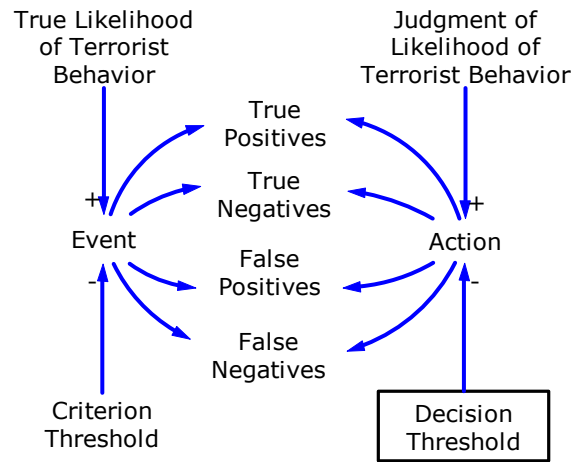 True Likelihood
of Terrorist
Behavior
Judgment of
Likelihood of
Terrorist Behavior
True
Positives
True
Negatives
+
+
Event
Action
False
Positives
-
-
False
Negatives
Criterion
Threshold
Decision
Threshold